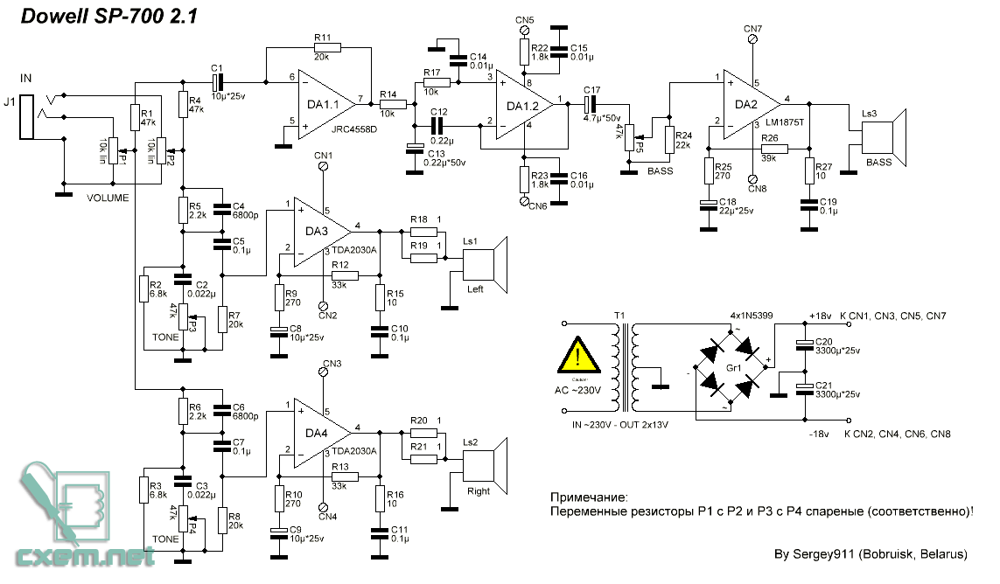 Dowell SP-700 2.1
IN
J1
R1
47k
10k lin
P1
10k lin
P2
VOLUME
R4
47k
C1
10µ*25v
R11
20k
6
5
7
DA1.1
JRC4558D
R14
10k
R17
10k
C14
0.01µ
C12
0.22µ
C13
0.22µ*50v
CN5
R22
1.8k
C15
0.01µ
3
8
DA1.2
1
2
4
R23
1.8k
C16
0.01µ
CN6
C17
4.7µ*50v
47k
P5
BASS
R24
22k
CN7
1
5
DA2
4
LM1875T
2
3
CN8
R26
39k
R25
270
C18
22µ*25v
R27
10
C19
0.1µ
Ls3
BASS
R5
2.2k
C4
6800p
C5
0.1µ
R2
6.8k
C2
0.022µ
47k
P3
TONE
R7
20k
CN1
1
5
DA3
4
TDA2030A
2
3
CN2
R12
33k
R9
270
C8
10µ*25v
R15
10
C10
0.1µ
R18 1
R19 1
Ls1
Left
R6
2.2k
C6
6800p
C7
0.1µ
R3
6.8k
C3
0.022µ
47k
P4
TONE
R8
20k
CN3
1
5
DA4
4
TDA2030A
2
3
CN4
R13
33k
R10
270
C9
10µ*25v
R16
10
C11
0.1µ
R20 1
R21 1
Ls2
Right
T1
4x1N5399
+18v К CN1, CN3, CN5, CN7
C20
3300µ*25v
Gr1
C21
3300µ*25v
-18v К CN2, CN4, CN6, CN8
!
Caution!
AC ~230V
IN ~230V - OUT 2x13V
Примечание:
Переменные резисторы P1 с P2 и P3 с P4 спареные (соответственно)!
By Sergey911 (Bobruisk, Belarus)
cxem.net